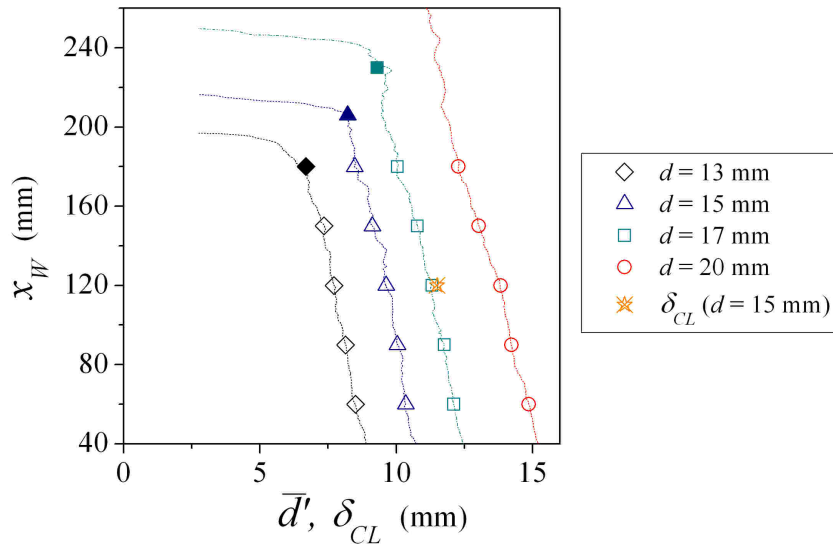 240
200
160
120
80
40
x_W (mm)
0 5 10 15
d̅', δ_CL (mm)
d = 13 mm
d = 15 mm
d = 17 mm
d = 20 mm
δ_CL (d = 15 mm)